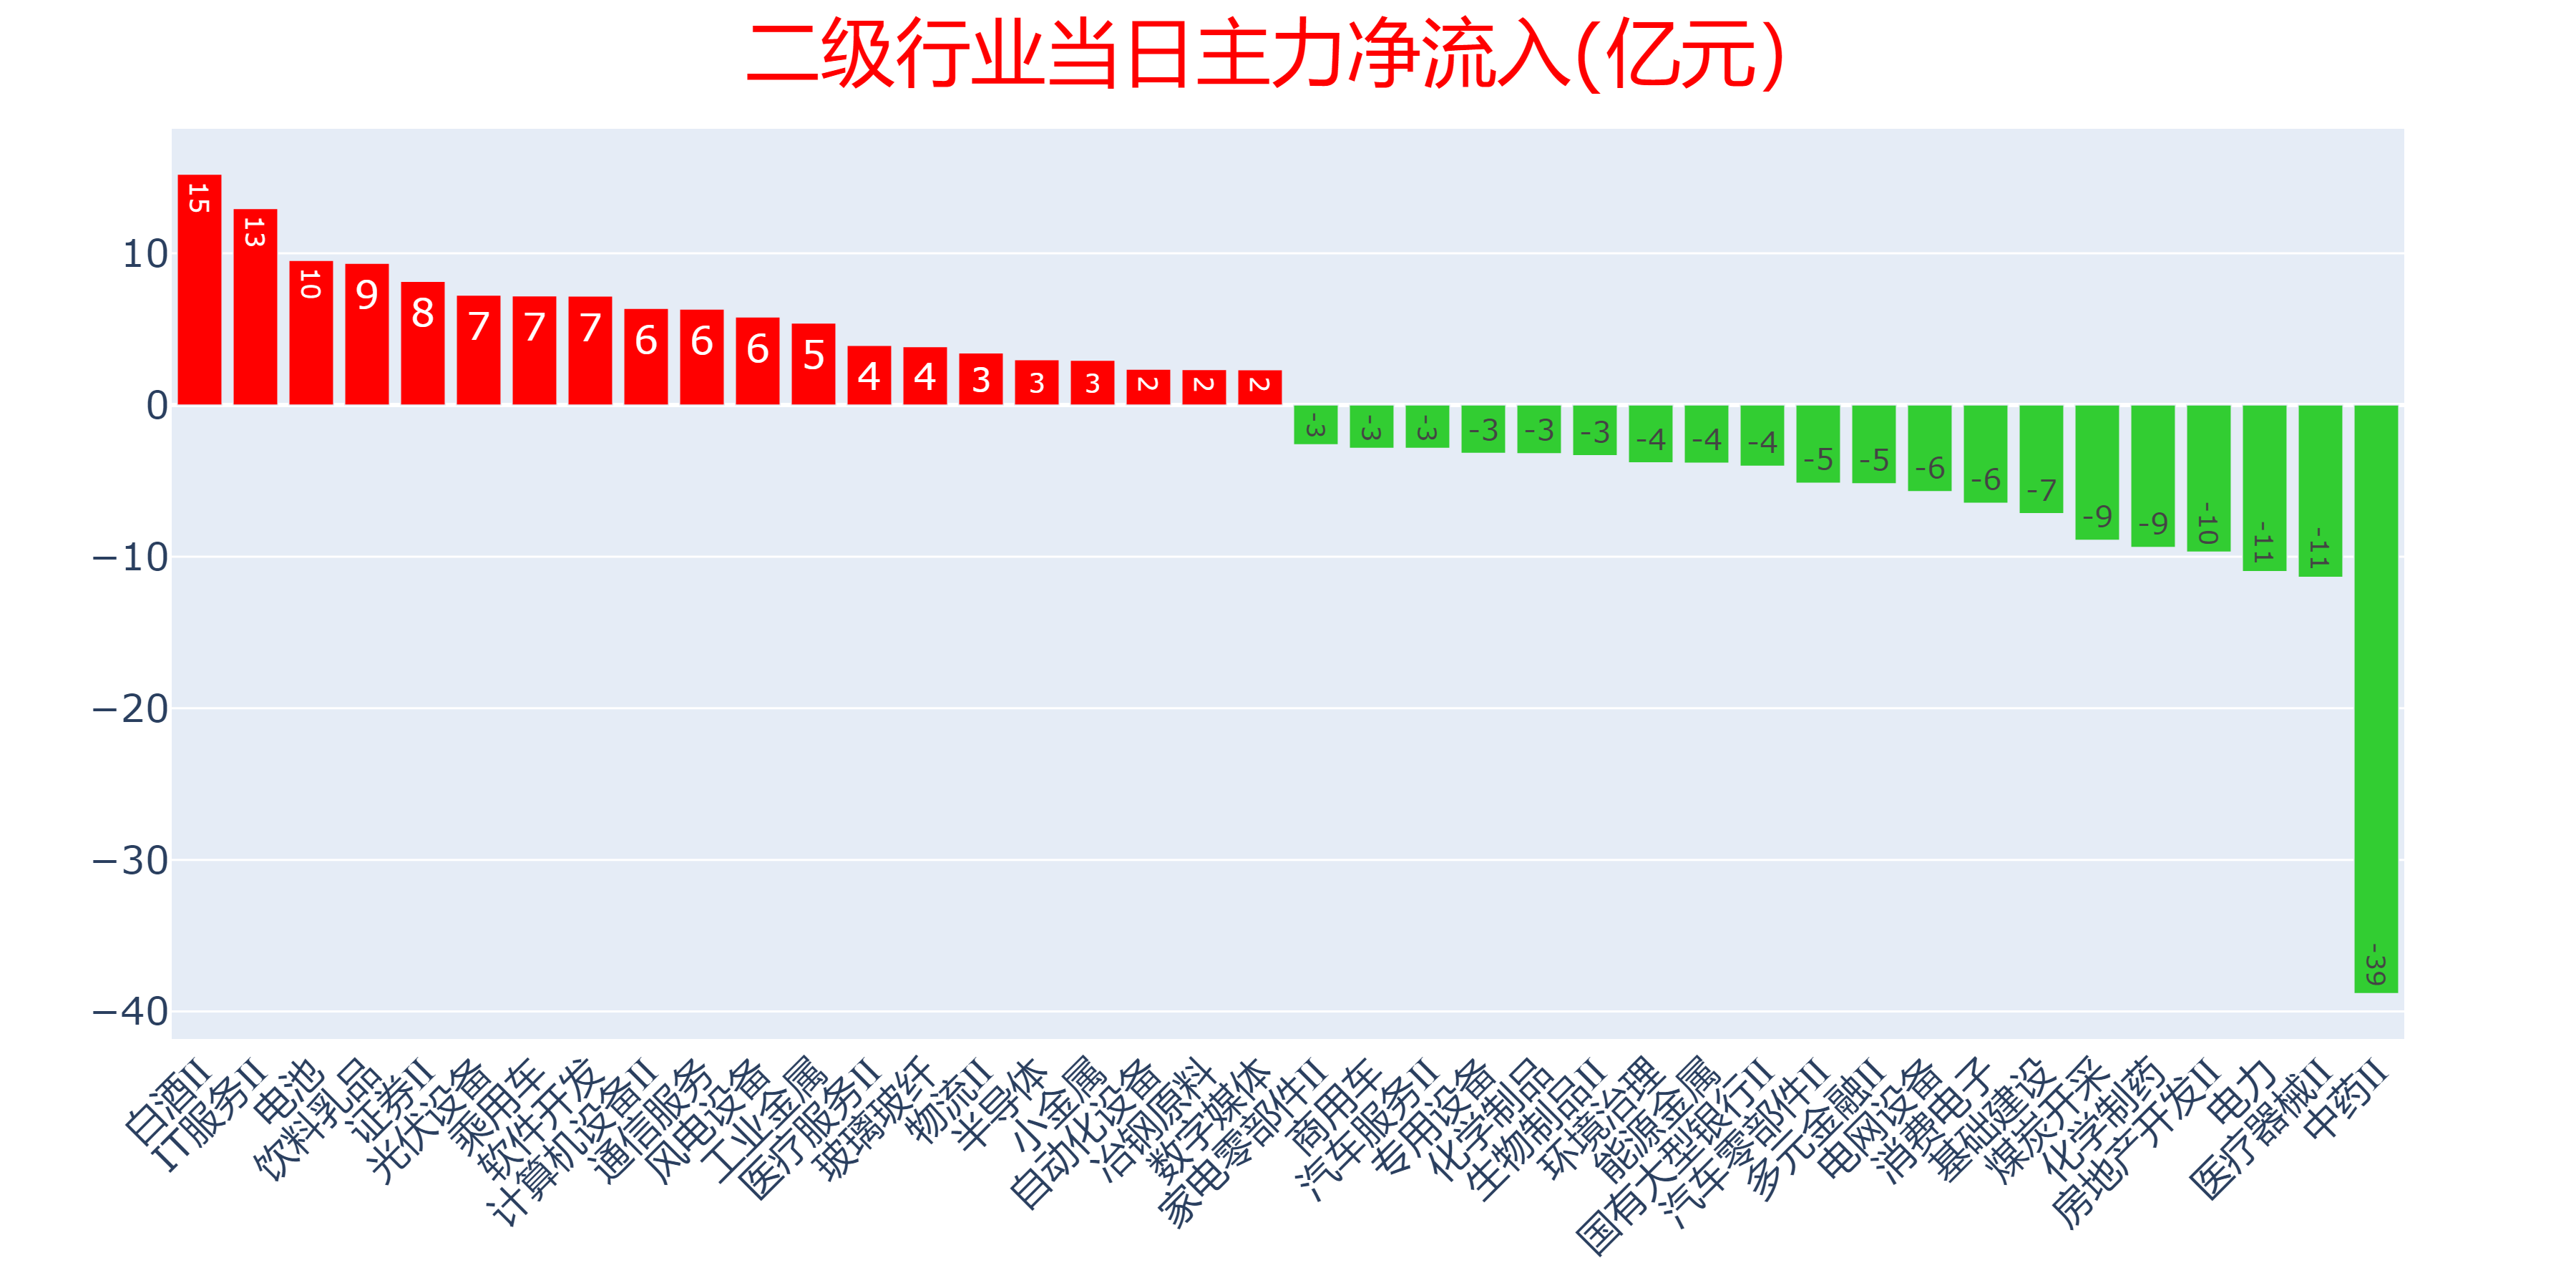 二级行业当日主力净流入(亿元)
10
0
−10
−20
−30
−40
15
13
10
9
8
7
7
7
6
6
6
5
4
4
3
3
3
2
2
2
-3
-3
-3
-3
-3
-3
-4
-4
-4
-5
-5
-6
-6
-7
-9
-9
-10
-11
-11
-39
白酒Ⅱ
IT服务Ⅱ
电池
饮料乳品
证券Ⅱ
光伏设备
乘用车
软件开发
计算机设备Ⅱ
通信服务
风电设备
工业金属
医疗服务Ⅱ
玻璃玻纤
物流Ⅱ
半导体
小金属
自动化设备
冶钢原料
数字媒体
家电零部件Ⅱ
商用车
汽车服务Ⅱ
专用设备
化学制品
生物制品Ⅱ
环境治理
能源金属
国有大型银行Ⅱ
汽车零部件Ⅱ
多元金融Ⅱ
电网设备
消费电子
基础建设
煤炭开采
化学制药
房地产开发Ⅱ
电力
医疗器械Ⅱ
中药Ⅱ